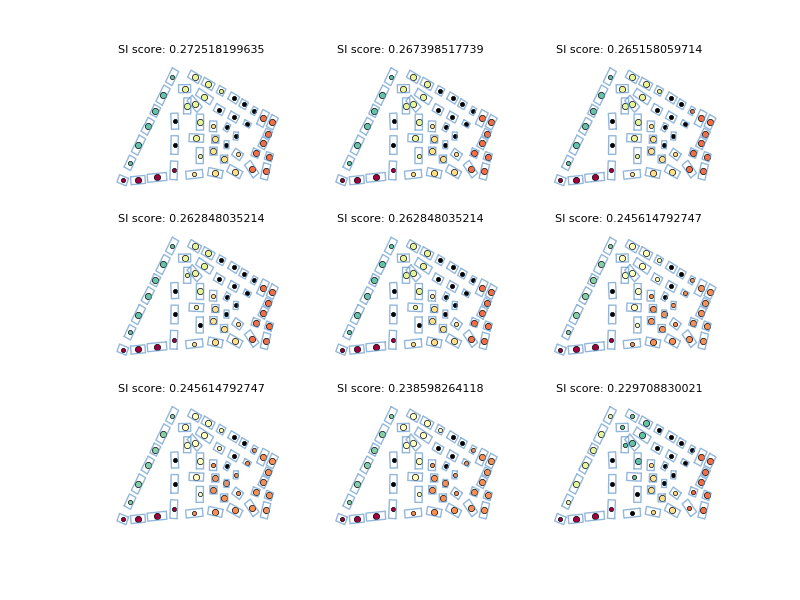 SI score: 0.272518199635
SI score: 0.267398517739
SI score: 0.265158059714
SI score: 0.262848035214
SI score: 0.262848035214
SI score: 0.245614792747
SI score: 0.245614792747
SI score: 0.238598264118
SI score: 0.229708830021